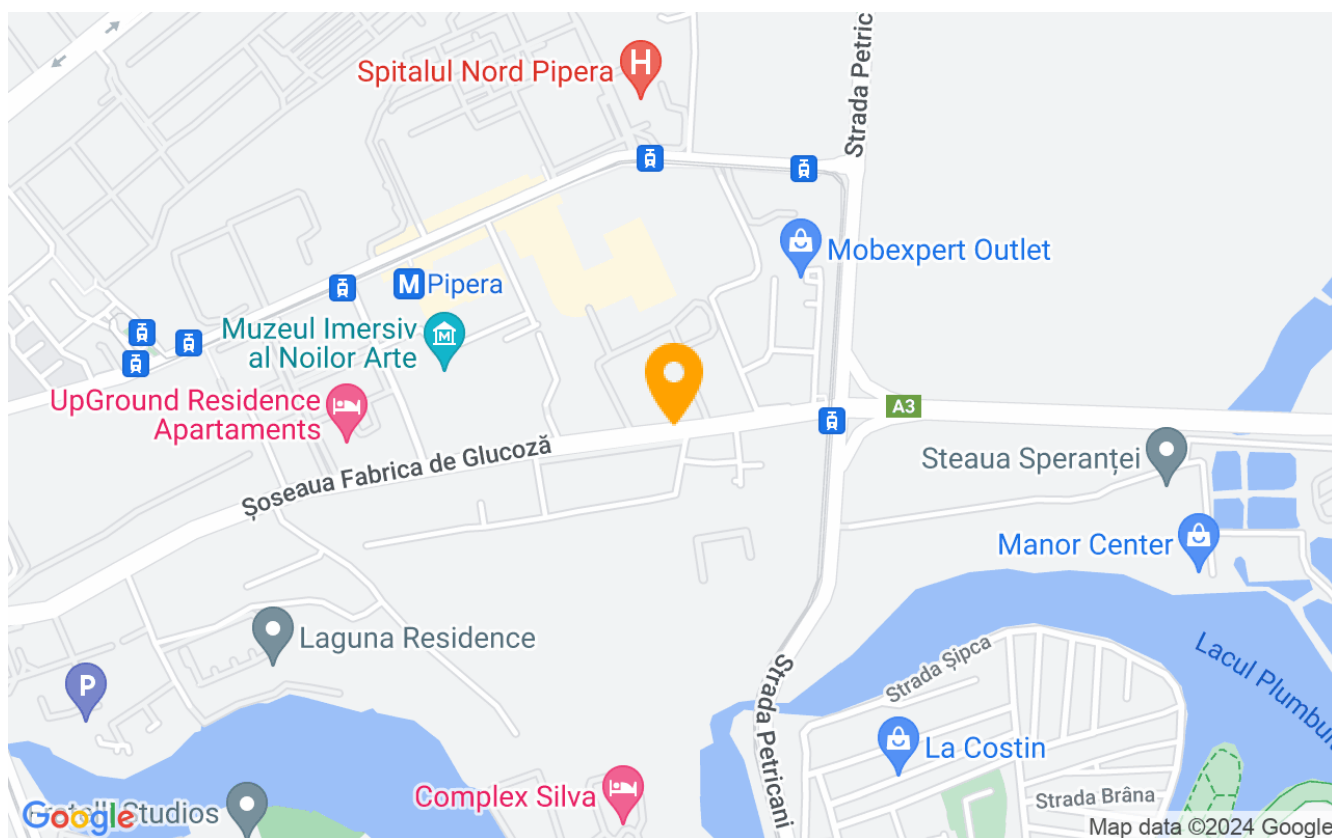 Strada Petric
Spitalul Nord Pipera
H
Mobexpert Outlet
M Pipera
Muzeul Imersiv
al Noilor Arte
UpGround Residence
Apartaments
A3
Șoseaua Fabrica de Glucoză
Steaua Speranței
Manor Center
Laguna Residence
Strada Șipca
Lacul Plumbui
P
Strada Petricani
La Costin
Complex Silva
Strada Brâna
Studios
Google
Map data ©2024 Google